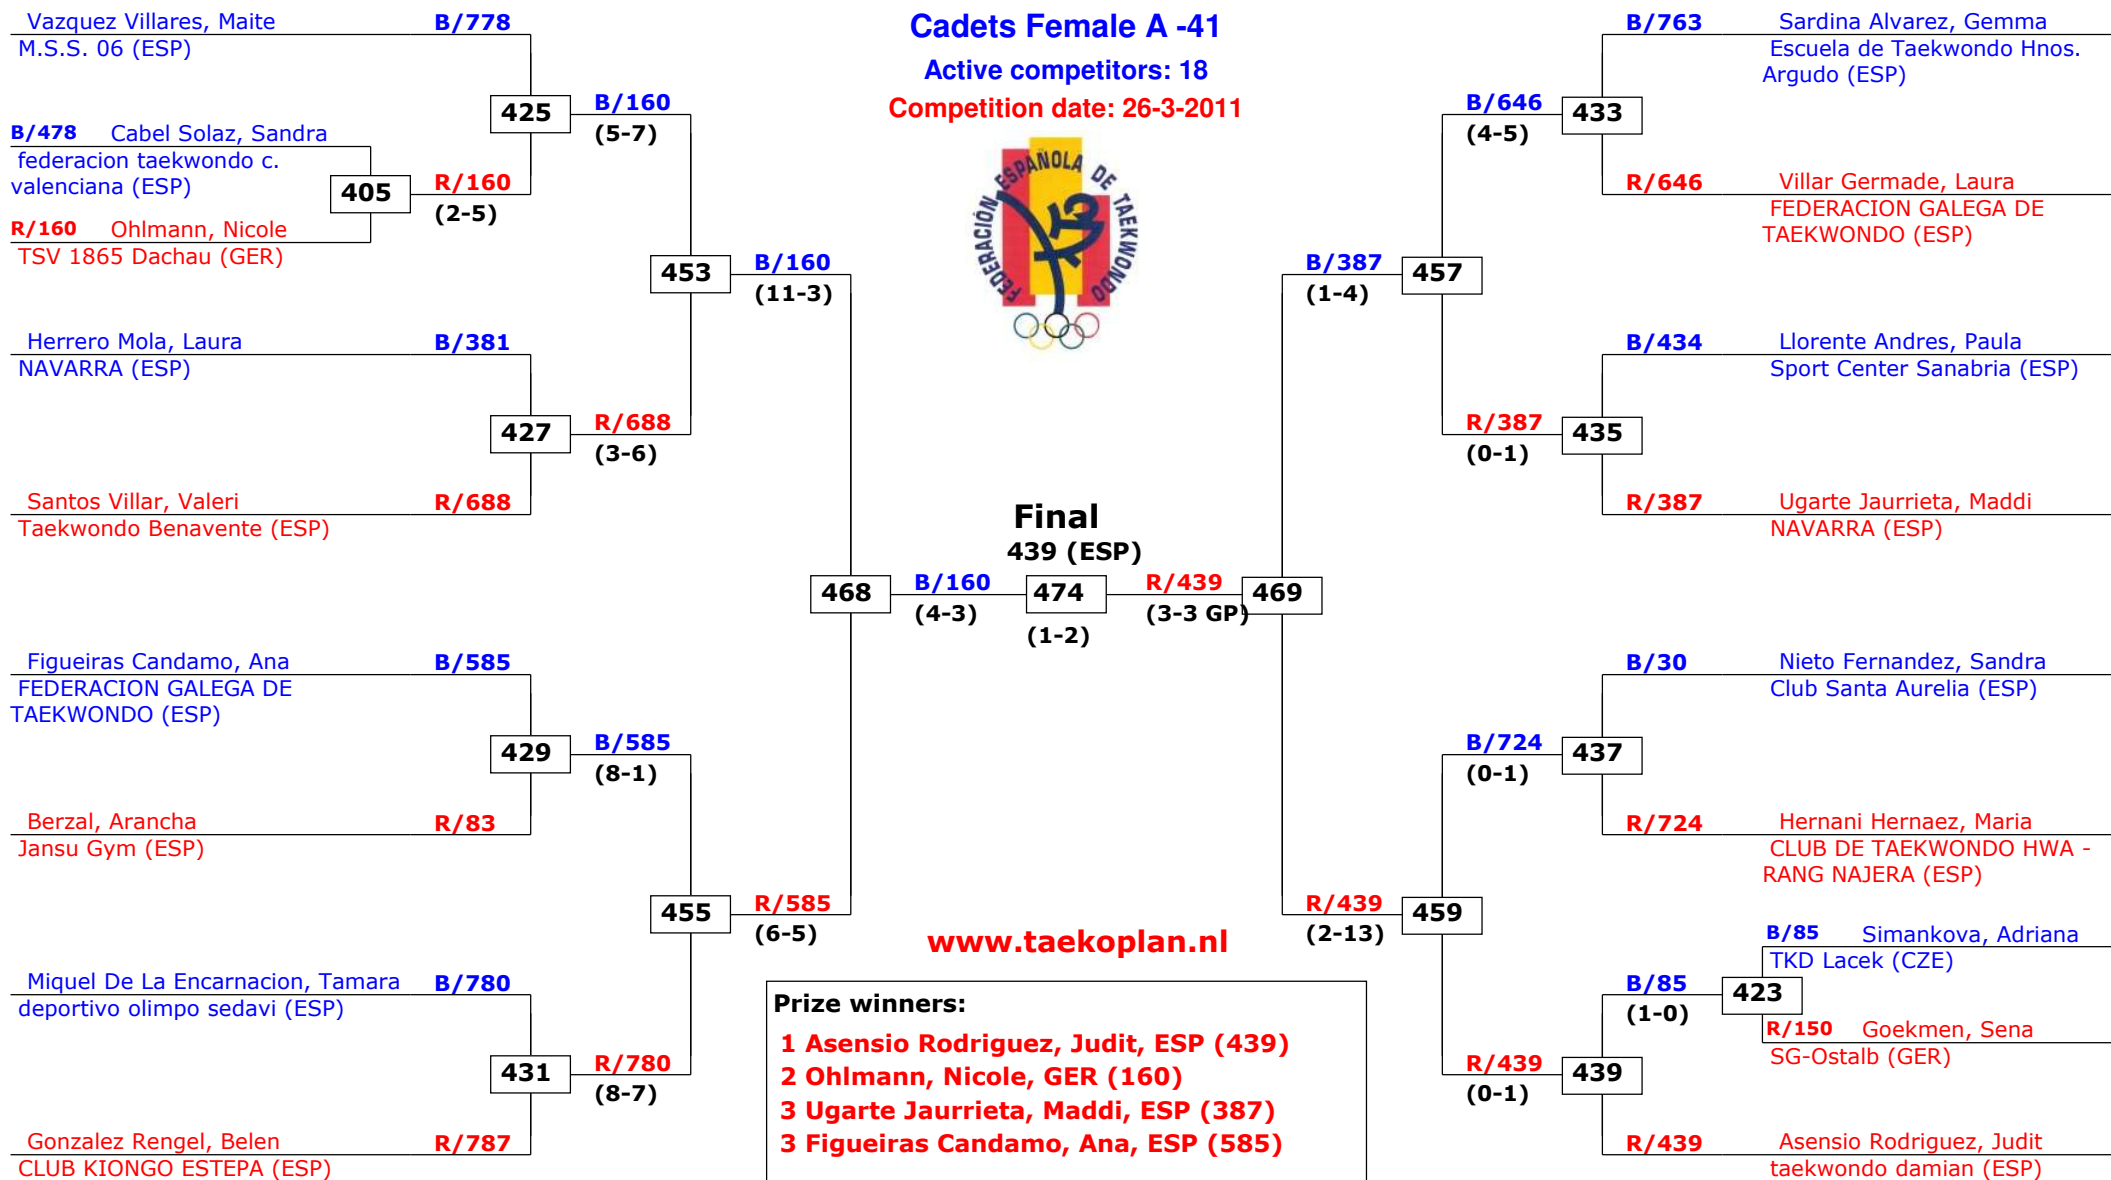 Cadets Female A -41
Active competitors: 18
Competition date: 26-3-2011
FEDERACIÓN ESPAÑOLA DE TAEKWONDO
Vazquez Villares, Maite B/778
M.S.S. 06 (ESP)
425
B/160
(5-7)
B/478 Cabel Solaz, Sandra
federacion taekwondo c.
valenciana (ESP)
405
R/160
(2-5)
R/160 Ohlmann, Nicole
TSV 1865 Dachau (GER)
453
B/160
(11-3)
Herrero Mola, Laura B/381
NAVARRA (ESP)
427
R/688
(3-6)
Santos Villar, Valeri R/688
Taekwondo Benavente (ESP)
468
B/160
(4-3)
Figueiras Candamo, Ana B/585
FEDERACION GALEGA DE
TAEKWONDO (ESP)
429
B/585
(8-1)
Berzal, Arancha R/83
Jansu Gym (ESP)
455
R/585
(6-5)
Miquel De La Encarnacion, Tamara B/780
deportivo olimpo sedavi (ESP)
431
R/780
(8-7)
Gonzalez Rengel, Belen R/787
CLUB KIONGO ESTEPA (ESP)
Final
439 (ESP)
474
(1-2)
R/439
(3-3 GP)
469
B/763 Sardina Alvarez, Gemma
Escuela de Taekwondo Hnos.
Argudo (ESP)
B/646
(4-5)
433
R/646 Villar Germade, Laura
FEDERACION GALEGA DE
TAEKWONDO (ESP)
B/387
(1-4)
457
B/434 Llorente Andres, Paula
Sport Center Sanabria (ESP)
R/387
(0-1)
435
R/387 Ugarte Jaurrieta, Maddi
NAVARRA (ESP)
B/30 Nieto Fernandez, Sandra
Club Santa Aurelia (ESP)
B/724
(0-1)
437
R/724 Hernani Hernaez, Maria
CLUB DE TAEKWONDO HWA -
RANG NAJERA (ESP)
R/439
(2-13)
459
B/85 Simankova, Adriana
TKD Lacek (CZE)
B/85
(1-0)
423
R/150 Goekmen, Sena
SG-Ostalb (GER)
R/439
(0-1)
439
R/439 Asensio Rodriguez, Judit
taekwondo damian (ESP)
www.taekoplan.nl
Prize winners:
1 Asensio Rodriguez, Judit, ESP (439)
2 Ohlmann, Nicole, GER (160)
3 Ugarte Jaurrieta, Maddi, ESP (387)
3 Figueiras Candamo, Ana, ESP (585)